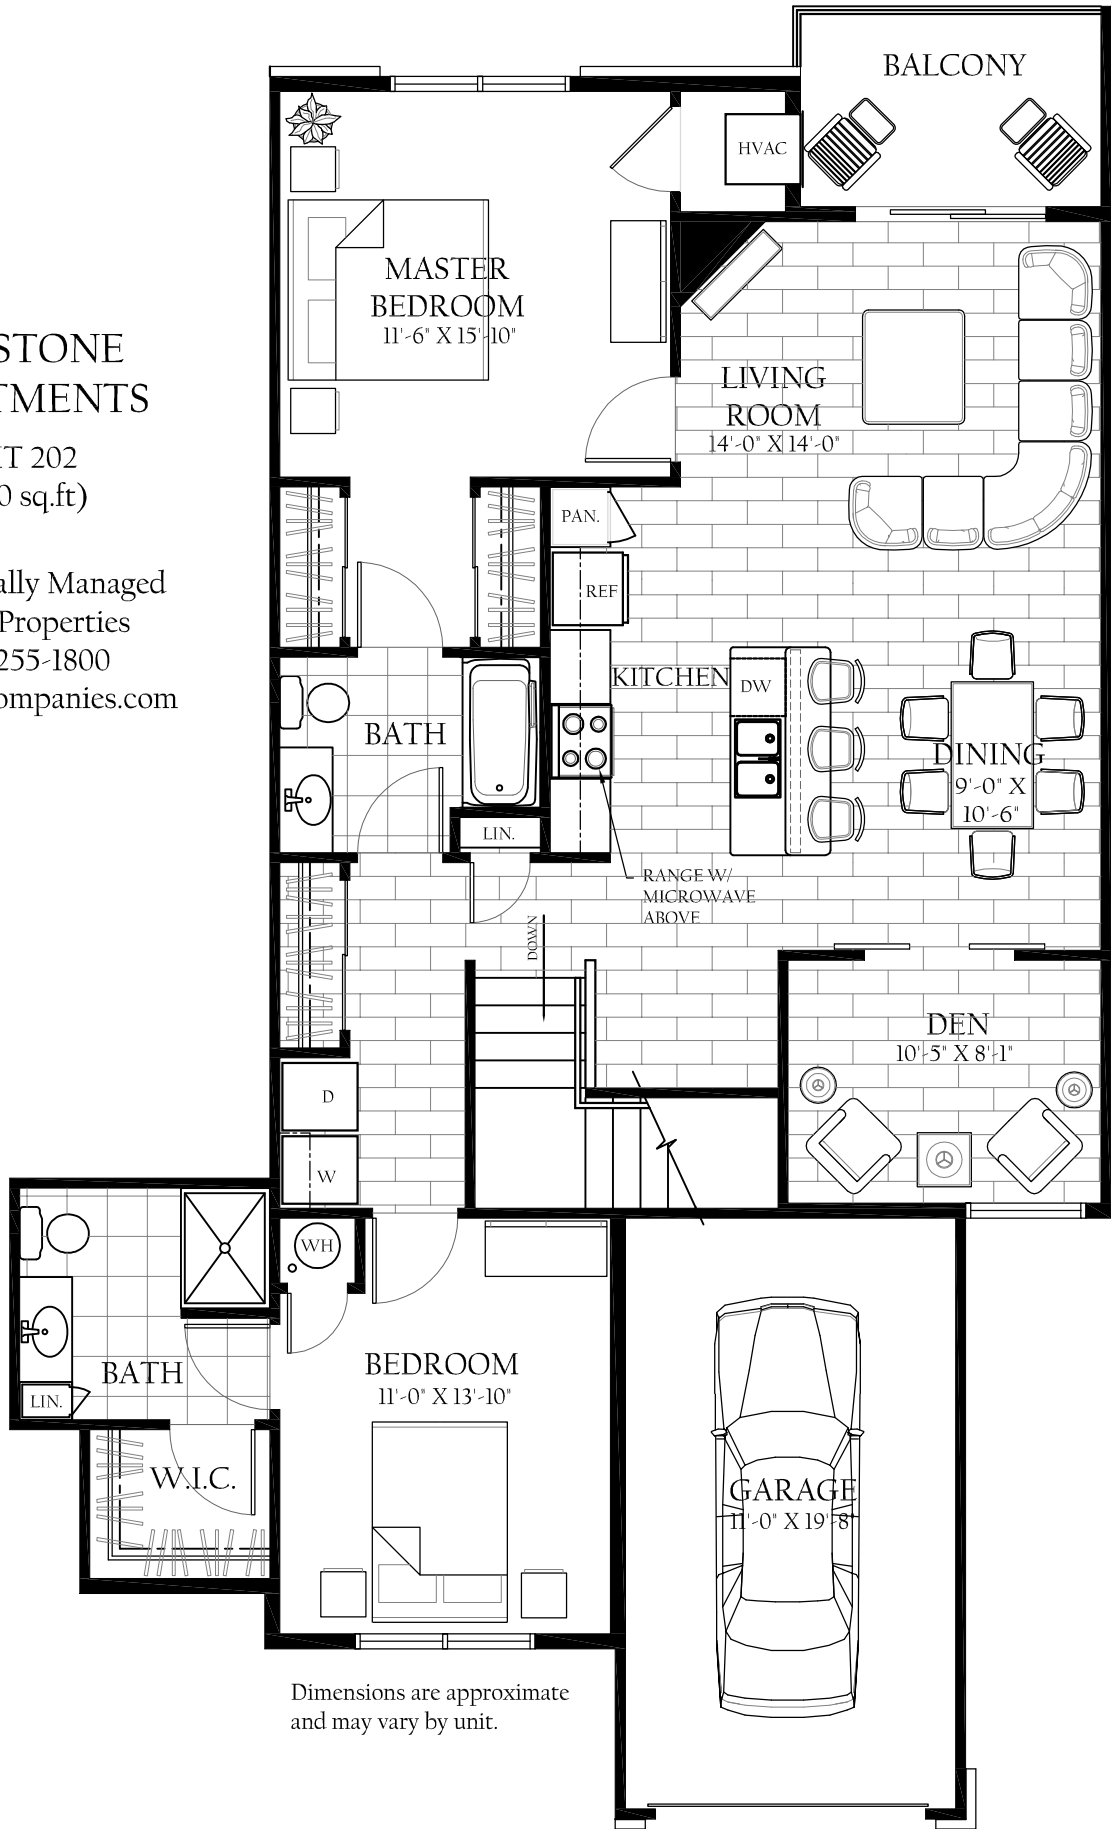 BALCONY
HVAC
MASTER
BEDROOM
11'-6" X 15'-10"
STONE
TMENTS
IT 202
0 sq.ft)
LIVING
ROOM
14'-0" X 14'-0"
PAN.
REF
ally Managed
Properties
255-1800
ompanies.com
KITCHEN
DW
BATH
DINING
9'-0" X
10'-6"
LIN.
RANGE W/
MICROWAVE
ABOVE
DOWN
DEN
10'-5" X 8'-1"
D
W
WH
BATH
LIN.
BEDROOM
11'-0" X 13'-10"
W.I.C.
GARAGE
11'-0" X 19'-8"
Dimensions are approximate
and may vary by unit.